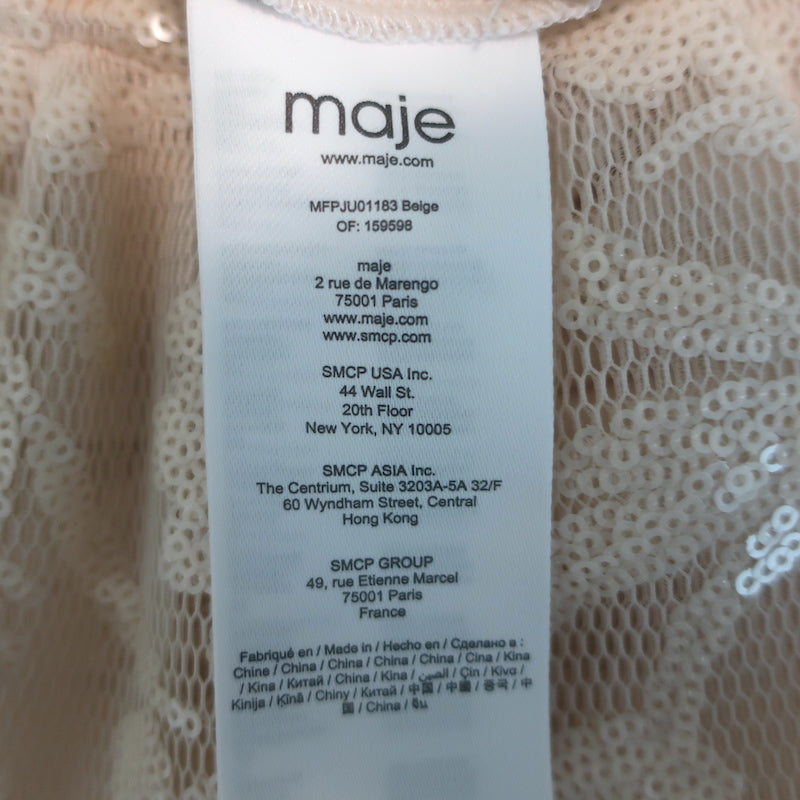 maje
www.maje.com
MFPJU01183 Beige
OF: 159598
maje
2 rue de Marengo
75001 Paris
www.maje.com
www.smcp.com
SMCP USA Inc.
44 Wall St.
20th Floor
New York, NY 10005
SMCP ASIA Inc.
The Centrium, Suite 3203A-5A 32/F
60 Wyndham Street, Central
Hong Kong
SMCP GROUP
49, rue Etienne Marcel
75001 Paris
France
Fabriqué en / Made in / Hecho en / Сделано в :
Chine / China / China / China / China / Cina / Kina
/ Kina / Китай / China / Kina / الصين / Çin / Κίνα /
Kinija / Ķīnā / Chiny / Китай / 中国 / 中國 / 중국 / 中
国 / China / จีน